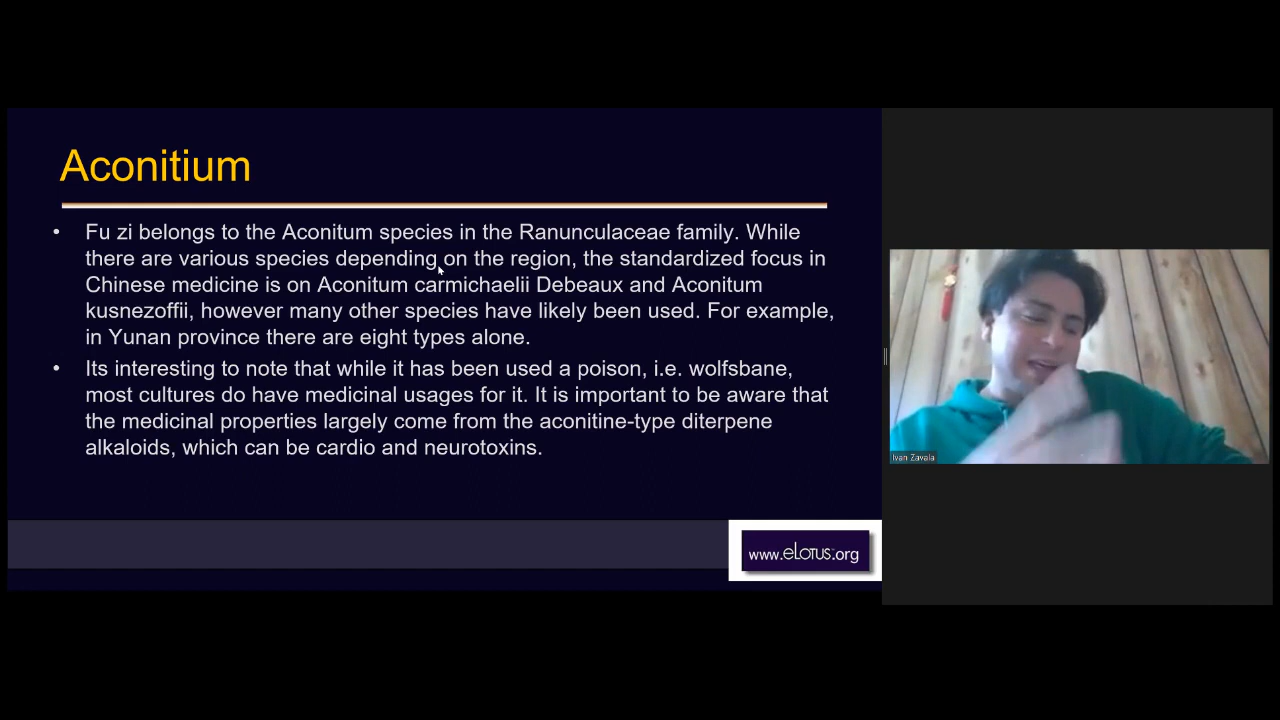 Aconitium
• Fu zi belongs to the Aconitum species in the Ranunculaceae family. While
there are various species depending on the region, the standardized focus in
Chinese medicine is on Aconitum carmichaelii Debeaux and Aconitum
kusnezoffii, however many other species have likely been used. For example,
in Yunan province there are eight types alone.
• Its interesting to note that while it has been used a poison, i.e. wolfsbane,
most cultures do have medicinal usages for it. It is important to be aware that
the medicinal properties largely come from the aconitine-type diterpene
alkaloids, which can be cardio and neurotoxins.
www.eLotus.org
Ivan Zavala